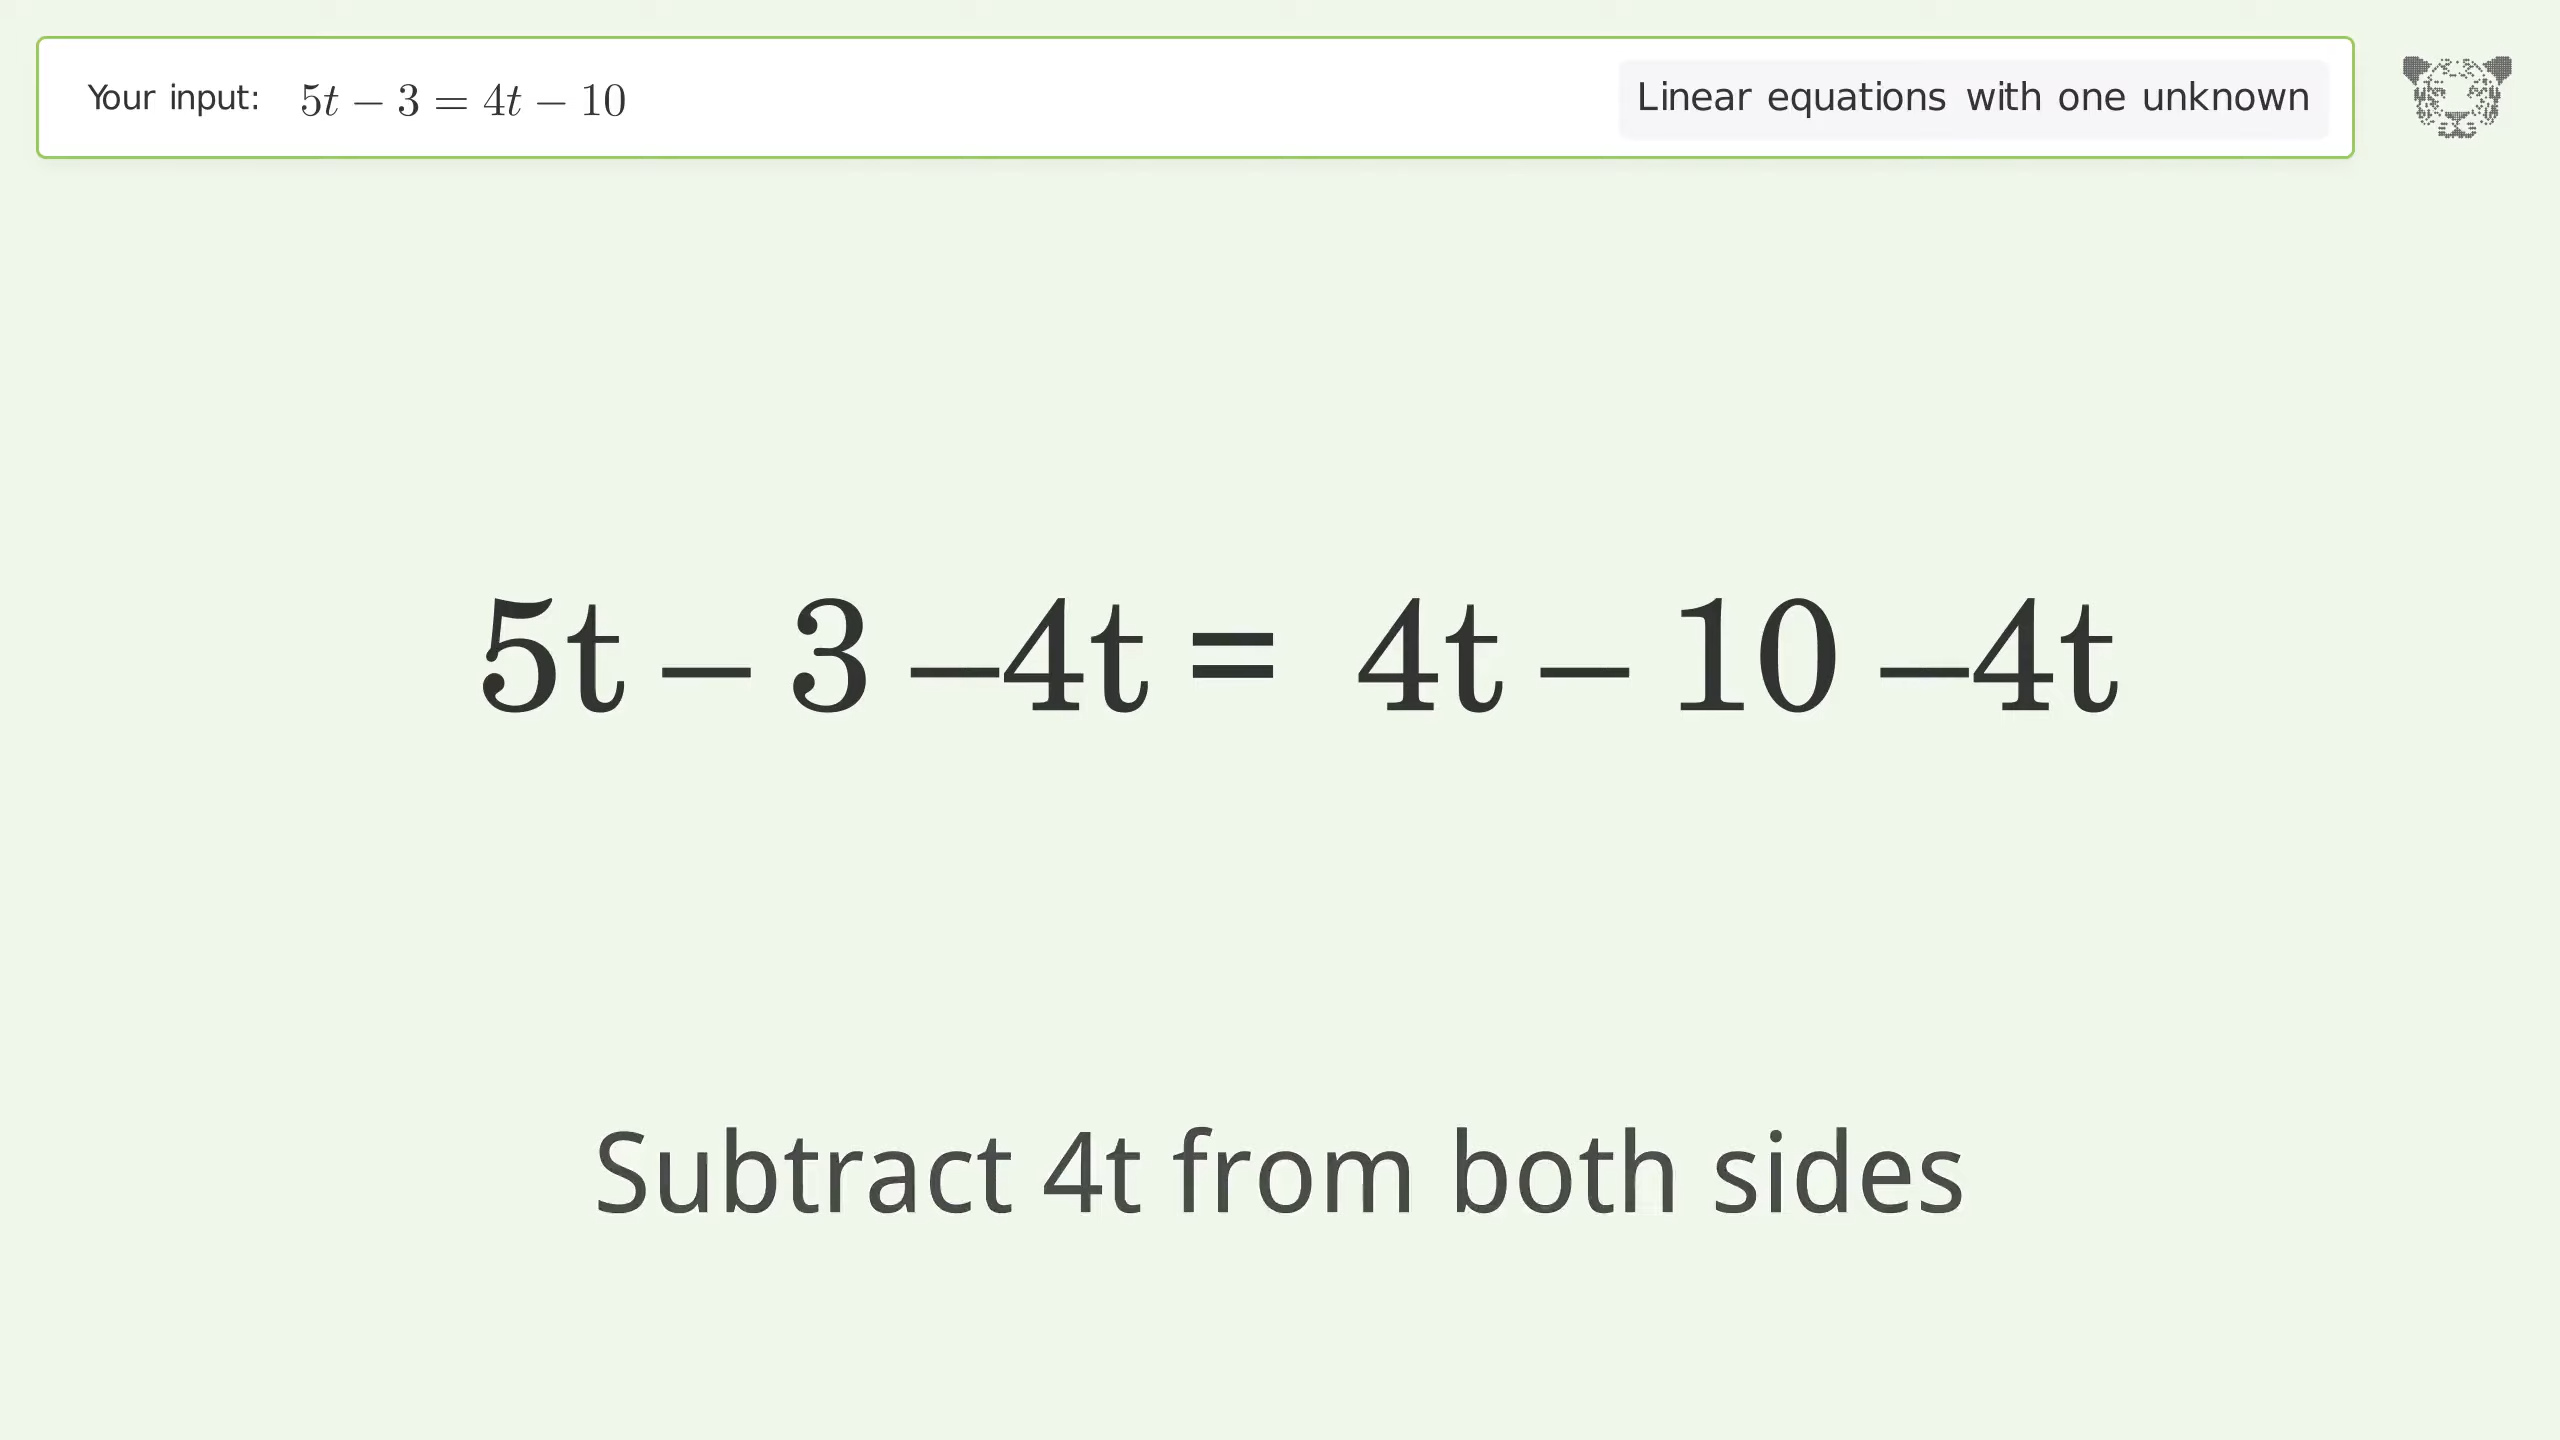 Your input: 5t − 3 = 4t − 10 Linear equations with one unknown
5t − 3 −4t = 4t − 10 −4t
Subtract 4t from both sides